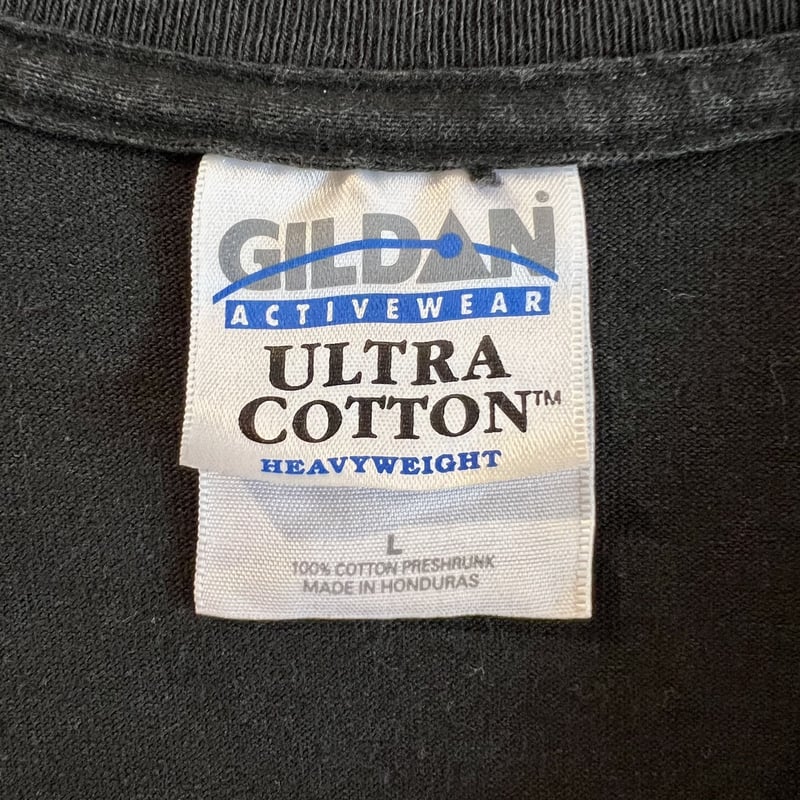 GILDAN
ACTIVEWEAR
ULTRA
COTTON™
HEAVYWEIGHT
L
100% COTTON PRESHRUNK
MADE IN HONDURAS